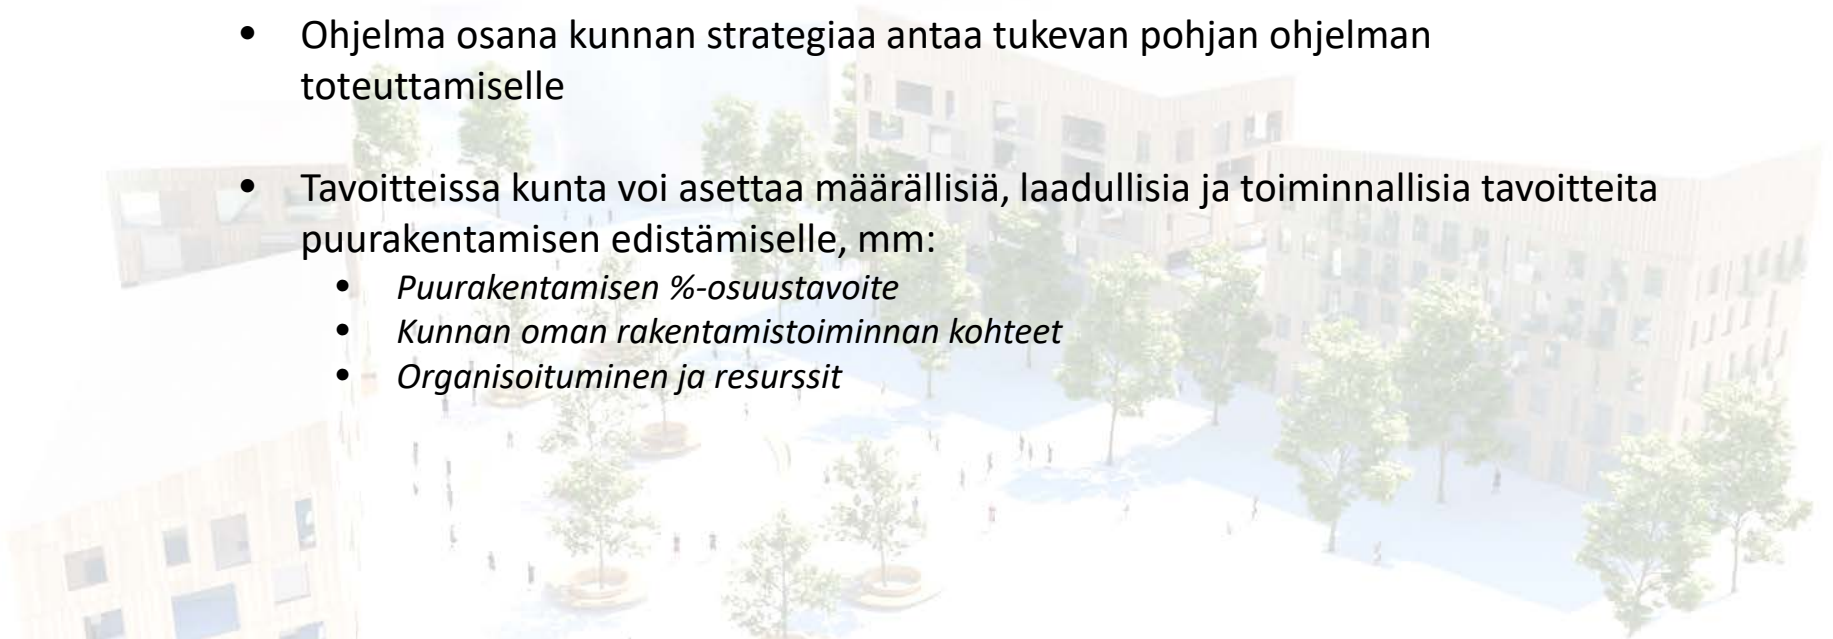 • Ohjelma osana kunnan strategiaa antaa tukevan pohjan ohjelman
toteuttamiselle
• Tavoitteissa kunta voi asettaa määrällisiä, laadullisia ja toiminnallisia tavoitteita
puurakentamisen edistämiselle, mm:
• Puurakentamisen %-osuustavoite
• Kunnan oman rakentamistoiminnan kohteet
• Organisoituminen ja resurssit